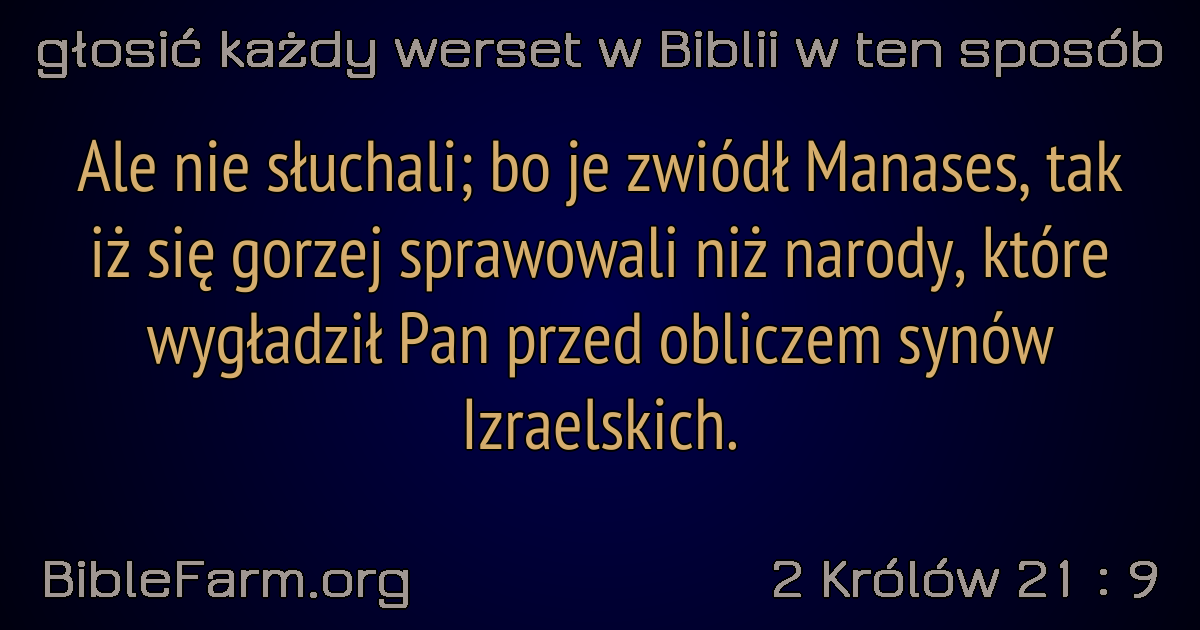 głosić każdy werset w Biblii w ten sposób
Ale nie słuchali; bo je zwiódł Manases, tak
iż się gorzej sprawowali niż narody, które
wygładził Pan przed obliczem synów
Izraelskich.
BibleFarm.org
2 Królów 21 : 9